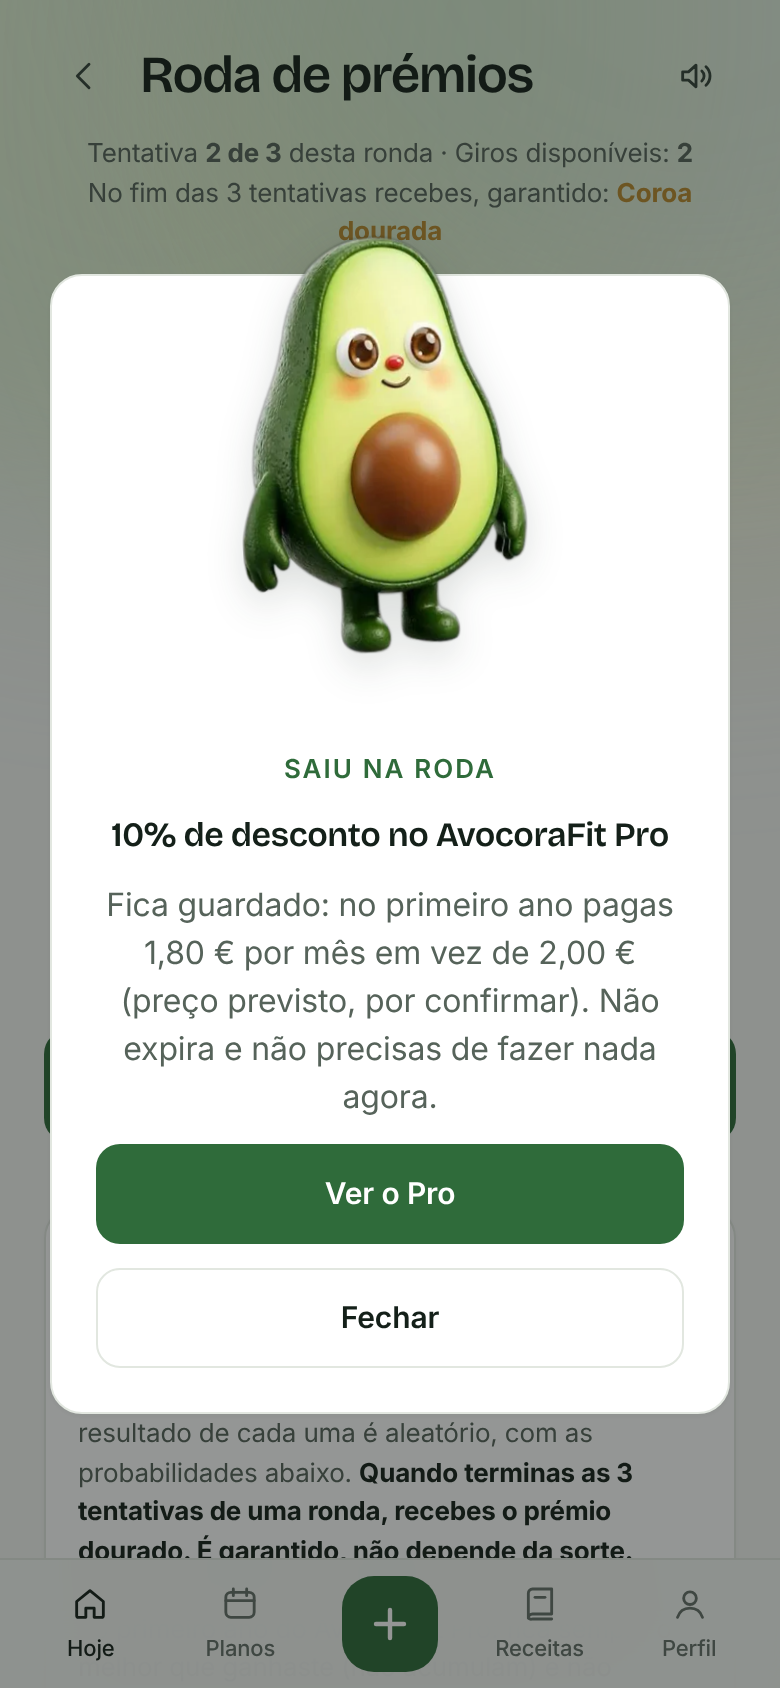 Roda de prémios
Tentativa 2 de 3 desta ronda · Giros disponíveis: 2
No fim das 3 tentativas recebes, garantido: Coroa
dourada
SAIU NA RODA
10% de desconto no AvocoraFit Pro
Fica guardado: no primeiro ano pagas
1,80 € por mês em vez de 2,00 €
(preço previsto, por confirmar). Não
expira e não precisas de fazer nada
agora.
Ver o Pro
Fechar
resultado de cada uma é aleatório, com as
probabilidades abaixo. Quando terminas as 3
tentativas de uma ronda, recebes o prémio
dourado. É garantido, não depende da sorte.
Hoje
Planos
Receitas
Perfil